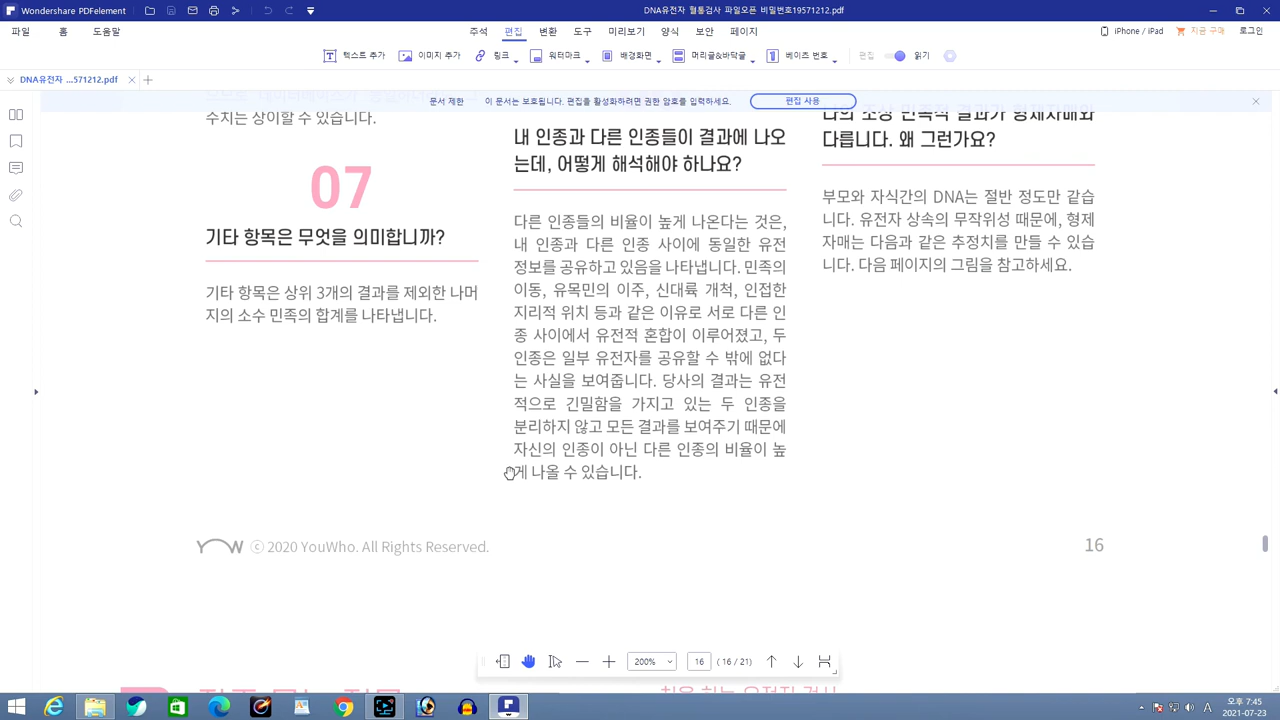 Wondershare PDFelement
DNA유전자 혈통검사 파일오픈 비밀번호19571212.pdf
파일 홈 도움말 주석 편집 변환 도구 미리보기 양식 보안 페이지 iPhone / iPad 지금 구매 로그인
텍스트 추가 이미지 추가 링크 워터마크 배경화면 머리글&바닥글 베이츠 번호 편집 읽기
DNA유전자 ...571212.pdf
문서 제한 이 문서는 보호됩니다. 편집을 활성화하려면 권한 암호를 입력하세요. 편집 사용
수치는 상이할 수 있습니다.
07
기타 항목은 무엇을 의미합니까?
기타 항목은 상위 3개의 결과를 제외한 나머
지의 소수 민족의 합계를 나타냅니다.
내 인종과 다른 인종들이 결과에 나오
는데, 어떻게 해석해야 하나요?
다른 인종들의 비율이 높게 나온다는 것은,
내 인종과 다른 인종 사이에 동일한 유전
정보를 공유하고 있음을 나타냅니다. 민족의
이동, 유목민의 이주, 신대륙 개척, 인접한
지리적 위치 등과 같은 이유로 서로 다른 인
종 사이에서 유전적 혼합이 이루어졌고, 두
인종은 일부 유전자를 공유할 수 밖에 없다
는 사실을 보여줍니다. 당사의 결과는 유전
적으로 긴밀함을 가지고 있는 두 인종을
분리하지 않고 모든 결과를 보여주기 때문에
자신의 인종이 아닌 다른 인종의 비율이 높
게 나올 수 있습니다.
나의 조상 민족적 결과가 형제자매와
다릅니다. 왜 그런가요?
부모와 자식간의 DNA는 절반 정도만 같습
니다. 유전자 상속의 무작위성 때문에, 형제
자매는 다음과 같은 추정치를 만들 수 있습
니다. 다음 페이지의 그림을 참고하세요.
YOW ⓒ 2020 YouWho. All Rights Reserved.
16
200% 16 ( 16 / 21 )
A 오후 7:45
2021-07-23